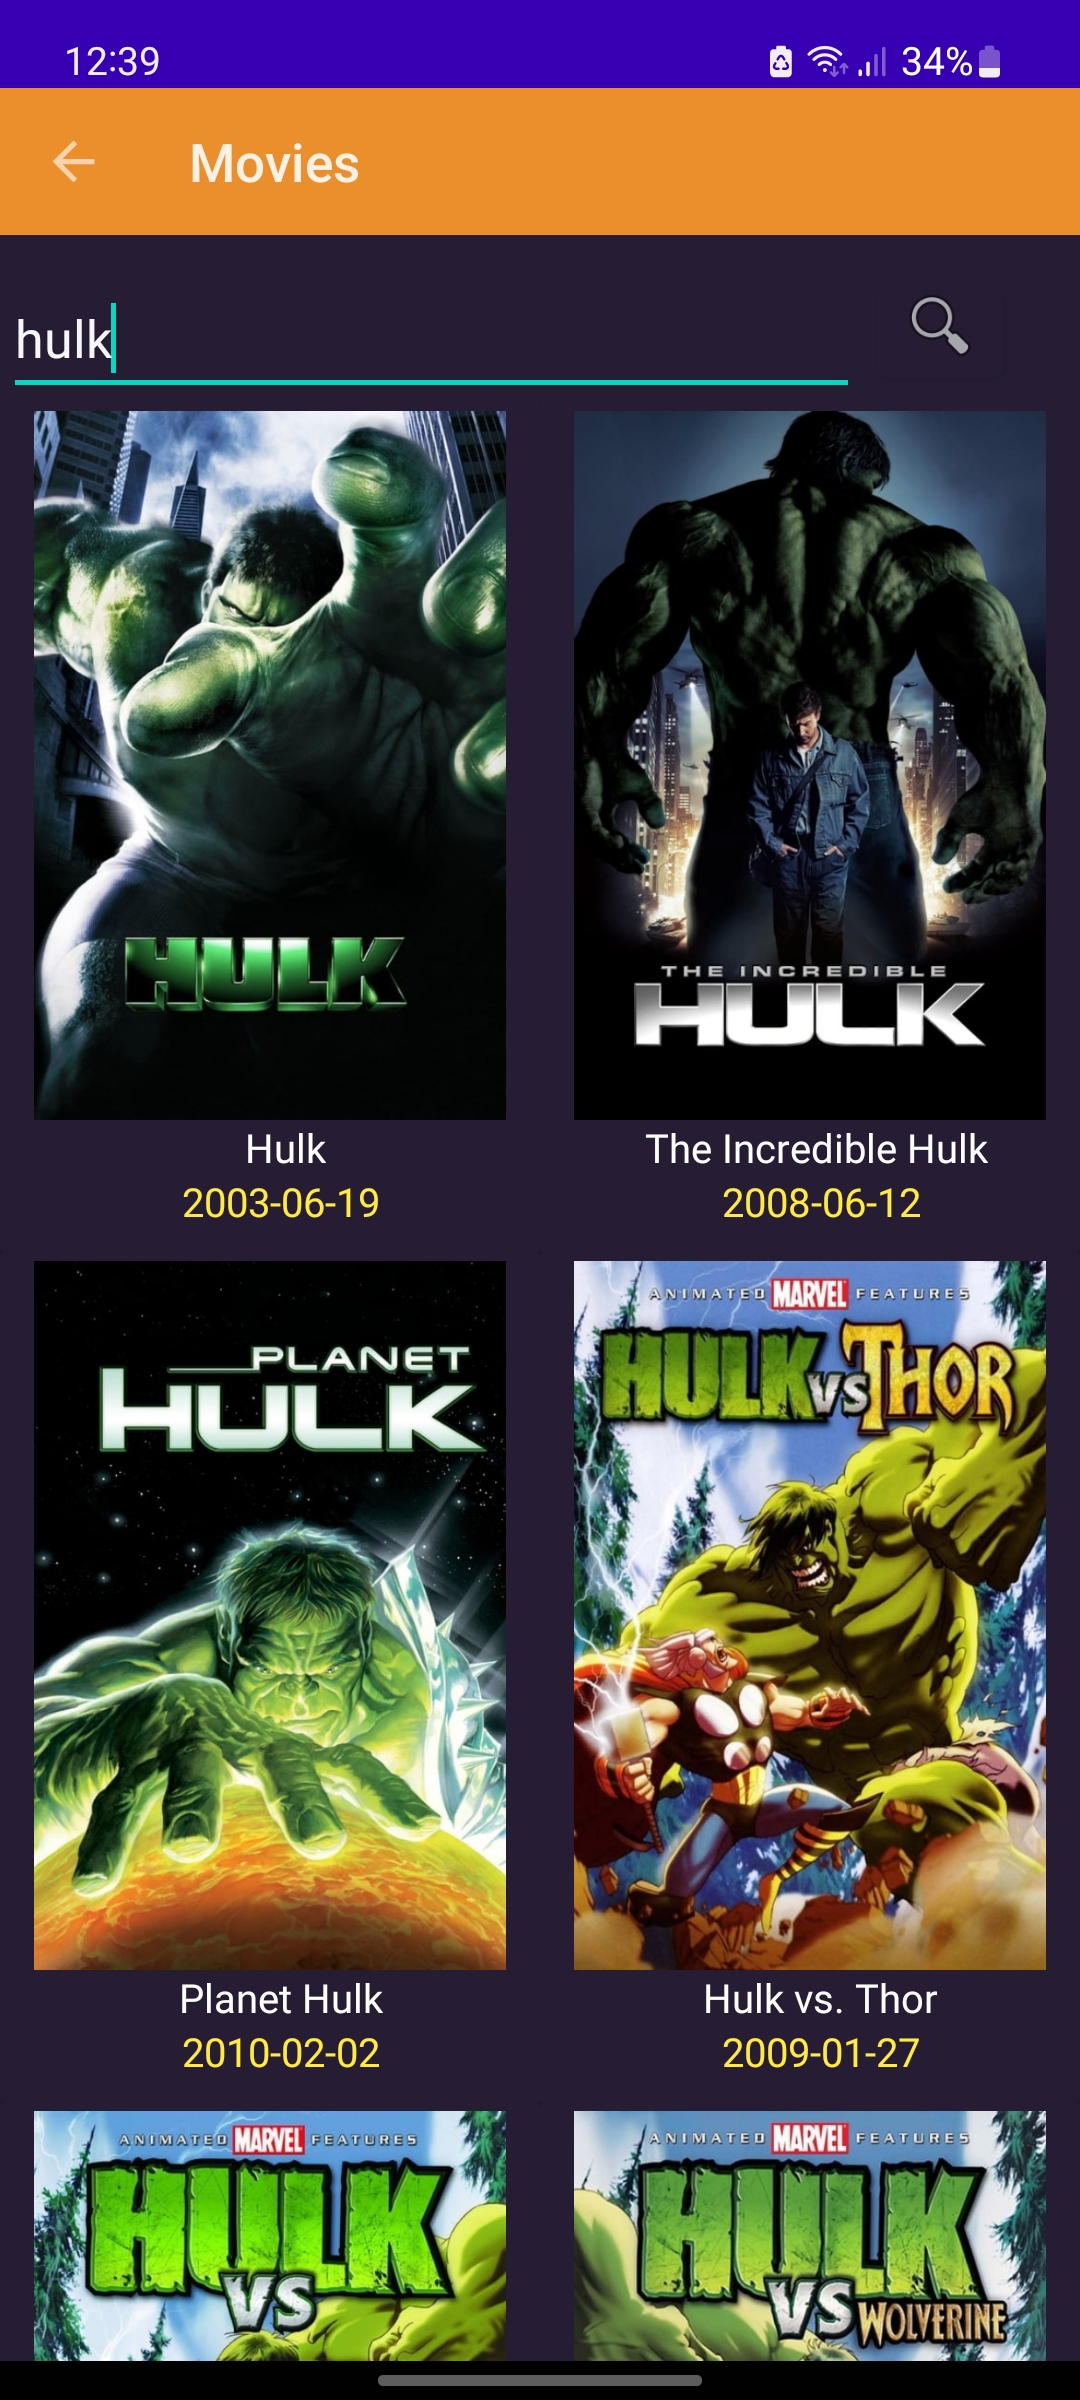 12:39
34%
Movies
hulk
HULK
THE INCREDIBLE
HULK
Hulk
The Incredible Hulk
2003-06-19
2008-06-12
PLANET
HULK
ANIMATED MARVEL FEATURES
HULK VS THOR
Planet Hulk
Hulk vs. Thor
2010-02-02
2009-01-27
ANIMATED MARVEL FEATURES
HULK
VS
ANIMATED MARVEL FEATURES
HULK
VS WOLVERINE